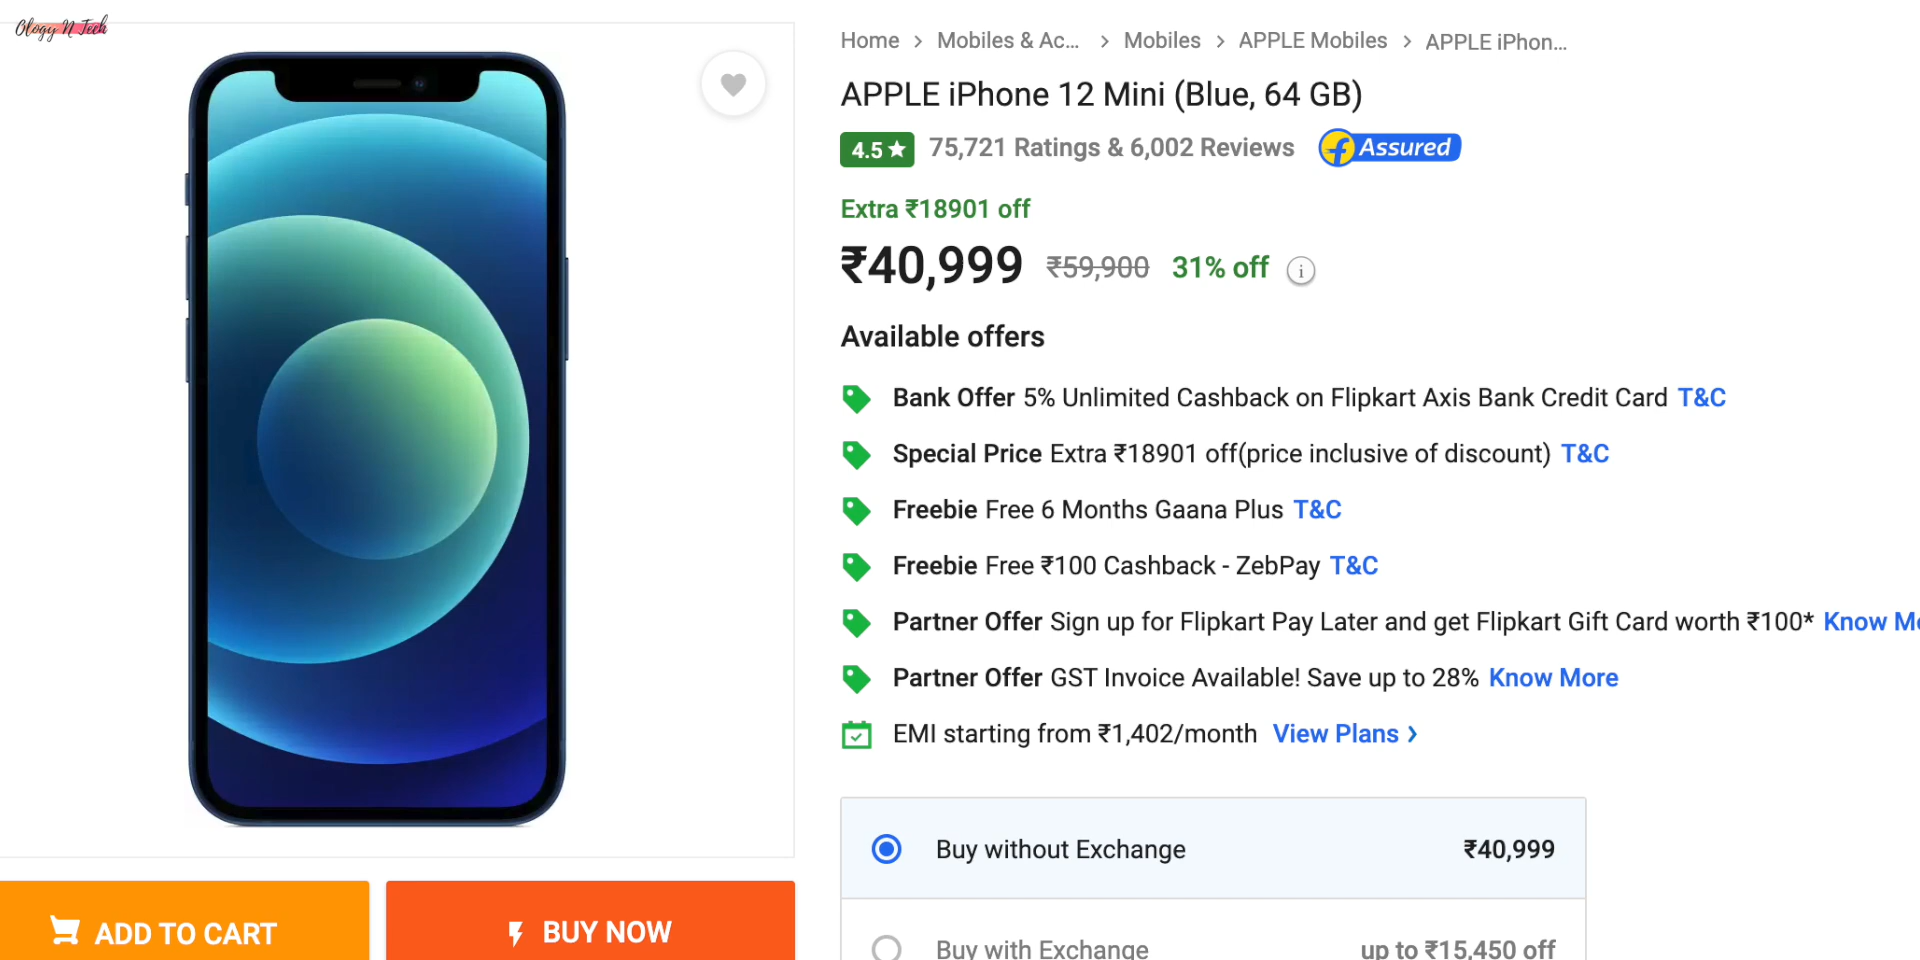 Ology N Tech
Home > Mobiles & Ac... > Mobiles > APPLE Mobiles > APPLE iPhon...
APPLE iPhone 12 Mini (Blue, 64 GB)
4.5★ 75,721 Ratings & 6,002 Reviews Assured
Extra ₹18901 off
₹40,999 ₹59,900 31% off
Available offers
Bank Offer 5% Unlimited Cashback on Flipkart Axis Bank Credit Card T&C
Special Price Extra ₹18901 off(price inclusive of discount) T&C
Freebie Free 6 Months Gaana Plus T&C
Freebie Free ₹100 Cashback - ZebPay T&C
Partner Offer Sign up for Flipkart Pay Later and get Flipkart Gift Card worth ₹100* Know Mo
Partner Offer GST Invoice Available! Save up to 28% Know More
EMI starting from ₹1,402/month View Plans >
Buy without Exchange ₹40,999
Buy with Exchange up to ₹15,450 off
ADD TO CART
BUY NOW